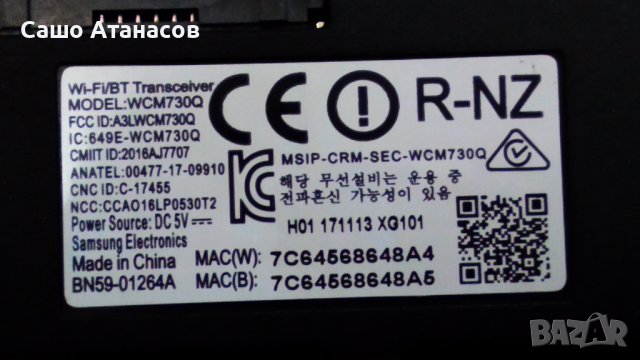 Сашо Атанасов
Wi-Fi/BT Transceiver
MODEL:WCM730Q
FCC ID:A3LWCM730Q
IC:649E-WCM730Q
CMIIT ID:2016AJ7707
ANATEL:00477-17-09910
CNC ID:C-17455
NCC:CCAO16LP0530T2
Power Source: DC 5V
Samsung Electronics
Made in China
BN59-01264A
CE
R-NZ
MSIP-CRM-SEC-WCM730Q
해당 무선설비는 운용 중
전파혼신 가능성이 있음
H01 171113 XG101
MAC(W): 7C64568648A4
MAC(B): 7C64568648A5
BAZAR